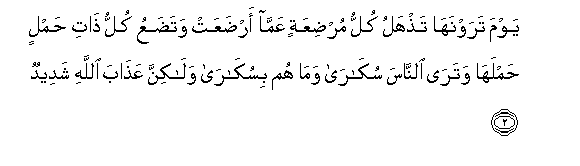 يَوْمَ تَرَوْنَهَا تَذْهَلُ كُلُّ مُرْضِعَةٍ عَمَّآ أَرْضَعَتْ وَتَضَعُ كُلُّ ذَاتِ حَمْلٍ
حَمْلَهَا وَتَرَى ٱلنَّاسَ سُكَـٰرَىٰ وَمَا هُم بِسُكَـٰرَىٰ وَلَـٰكِنَّ عَذَابَ ٱللَّهِ شَدِيدٌ
٢